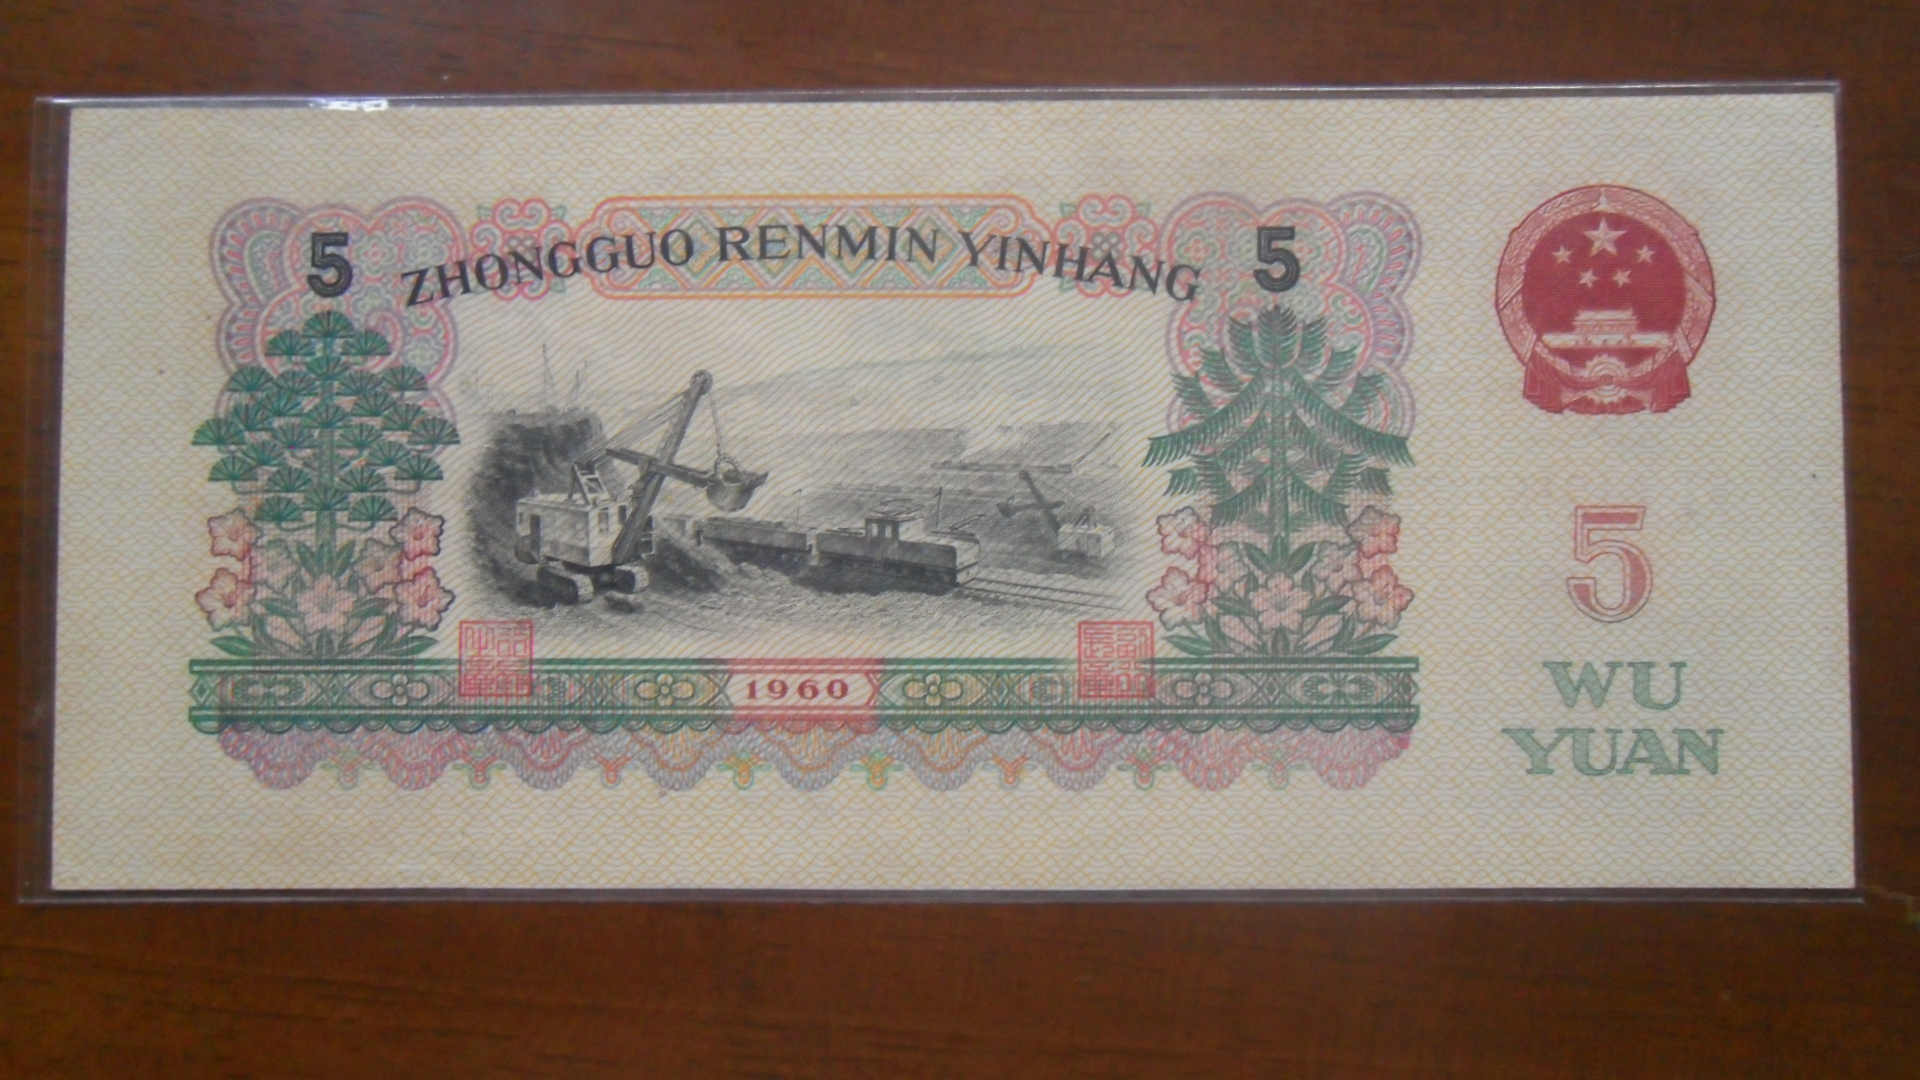 5 ZHONGGUO RENMIN YINHANG 5
5
WU
YUAN
1960